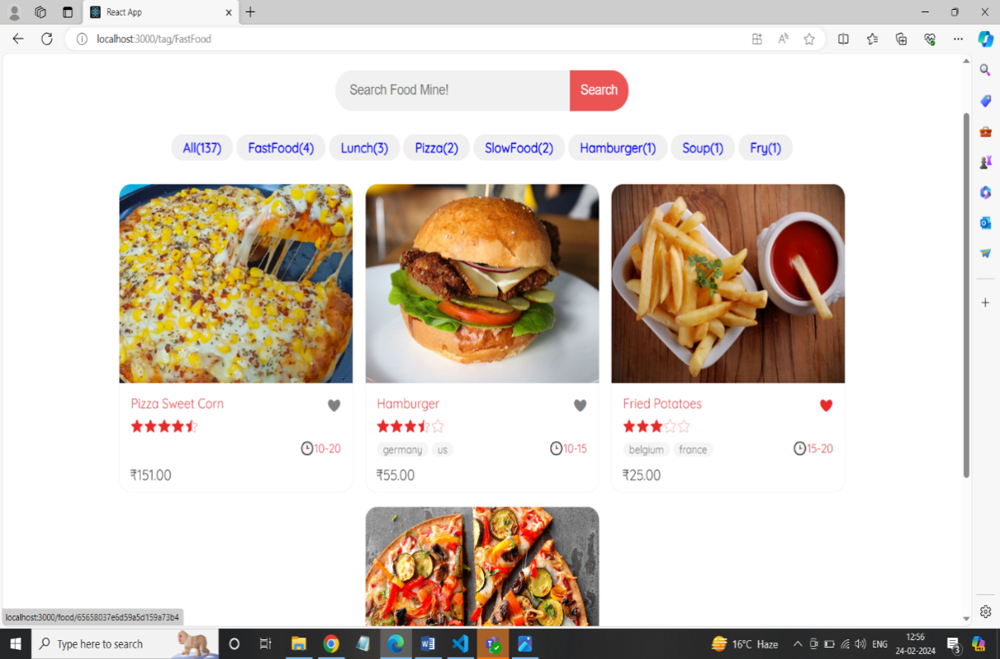 React App
localhost:3000/tag/FastFood
Search Food Mine!
Search
All(137) FastFood(4) Lunch(3) Pizza(2) SlowFood(2) Hamburger(1) Soup(1) Fry(1)
Pizza Sweet Corn
10-20
₹151.00
Hamburger
germany us
10-15
₹55.00
Fried Potatoes
belgium france
15-20
₹25.00
localhost:3000/food/65658037e6d59a5d159a73b4
Type here to search
16°C Haze
ENG
12:56
24-02-2024
3